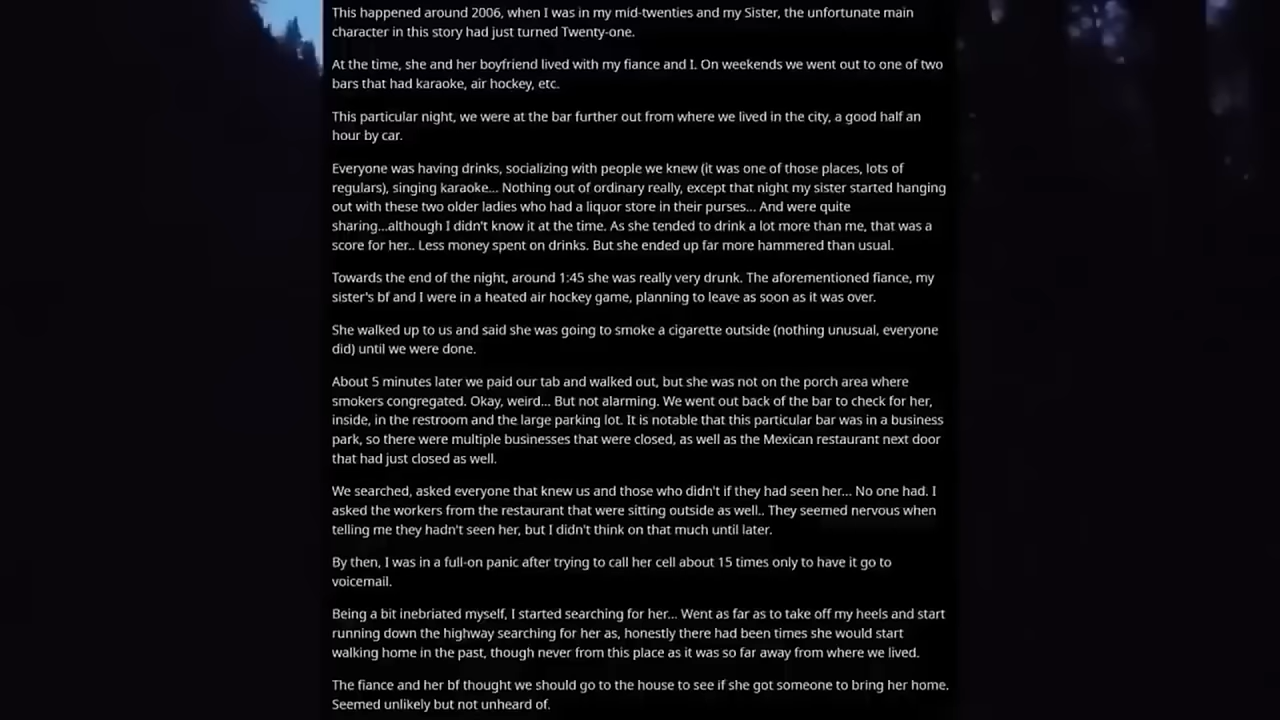 This happened around 2006, when I was in my mid-twenties and my Sister, the unfortunate main
character in this story had just turned Twenty-one.
At the time, she and her boyfriend lived with my fiance and I. On weekends we went out to one of two
bars that had karaoke, air hockey, etc.
This particular night, we were at the bar further out from where we lived in the city, a good half an
hour by car.
Everyone was having drinks, socializing with people we knew (it was one of those places, lots of
regulars), singing karaoke... Nothing out of ordinary really, except that night my sister started hanging
out with these two older ladies who had a liquor store in their purses... And were quite
sharing...although I didn't know it at the time. As she tended to drink a lot more than me, that was a
score for her.. Less money spent on drinks. But she ended up far more hammered than usual.
Towards the end of the night, around 1:45 she was really very drunk. The aforementioned fiance, my
sister's bf and I were in a heated air hockey game, planning to leave as soon as it was over.
She walked up to us and said she was going to smoke a cigarette outside (nothing unusual, everyone
did) until we were done.
About 5 minutes later we paid our tab and walked out, but she was not on the porch area where
smokers congregated. Okay, weird... But not alarming. We went out back of the bar to check for her,
inside, in the restroom and the large parking lot. It is notable that this particular bar was in a business
park, so there were multiple businesses that were closed, as well as the Mexican restaurant next door
that had just closed as well.
We searched, asked everyone that knew us and those who didn't if they had seen her... No one had. I
asked the workers from the restaurant that were sitting outside as well.. They seemed nervous when
telling me they hadn't seen her, but I didn't think on that much until later.
By then, I was in a full-on panic after trying to call her cell about 15 times only to have it go to
voicemail.
Being a bit inebriated myself, I started searching for her... Went as far as to take off my heels and start
running down the highway searching for her as, honestly there had been times she would start
walking home in the past, though never from this place as it was so far away from where we lived.
The fiance and her bf thought we should go to the house to see if she got someone to bring her home.
Seemed unlikely but not unheard of.